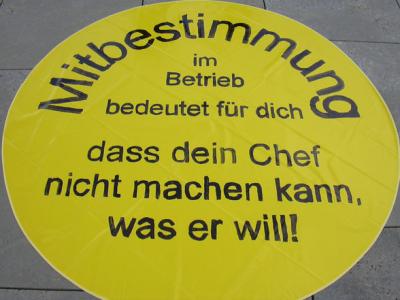 Mitbestimmung
im
Betrieb
bedeutet für dich
dass dein Chef
nicht machen kann,
was er will!